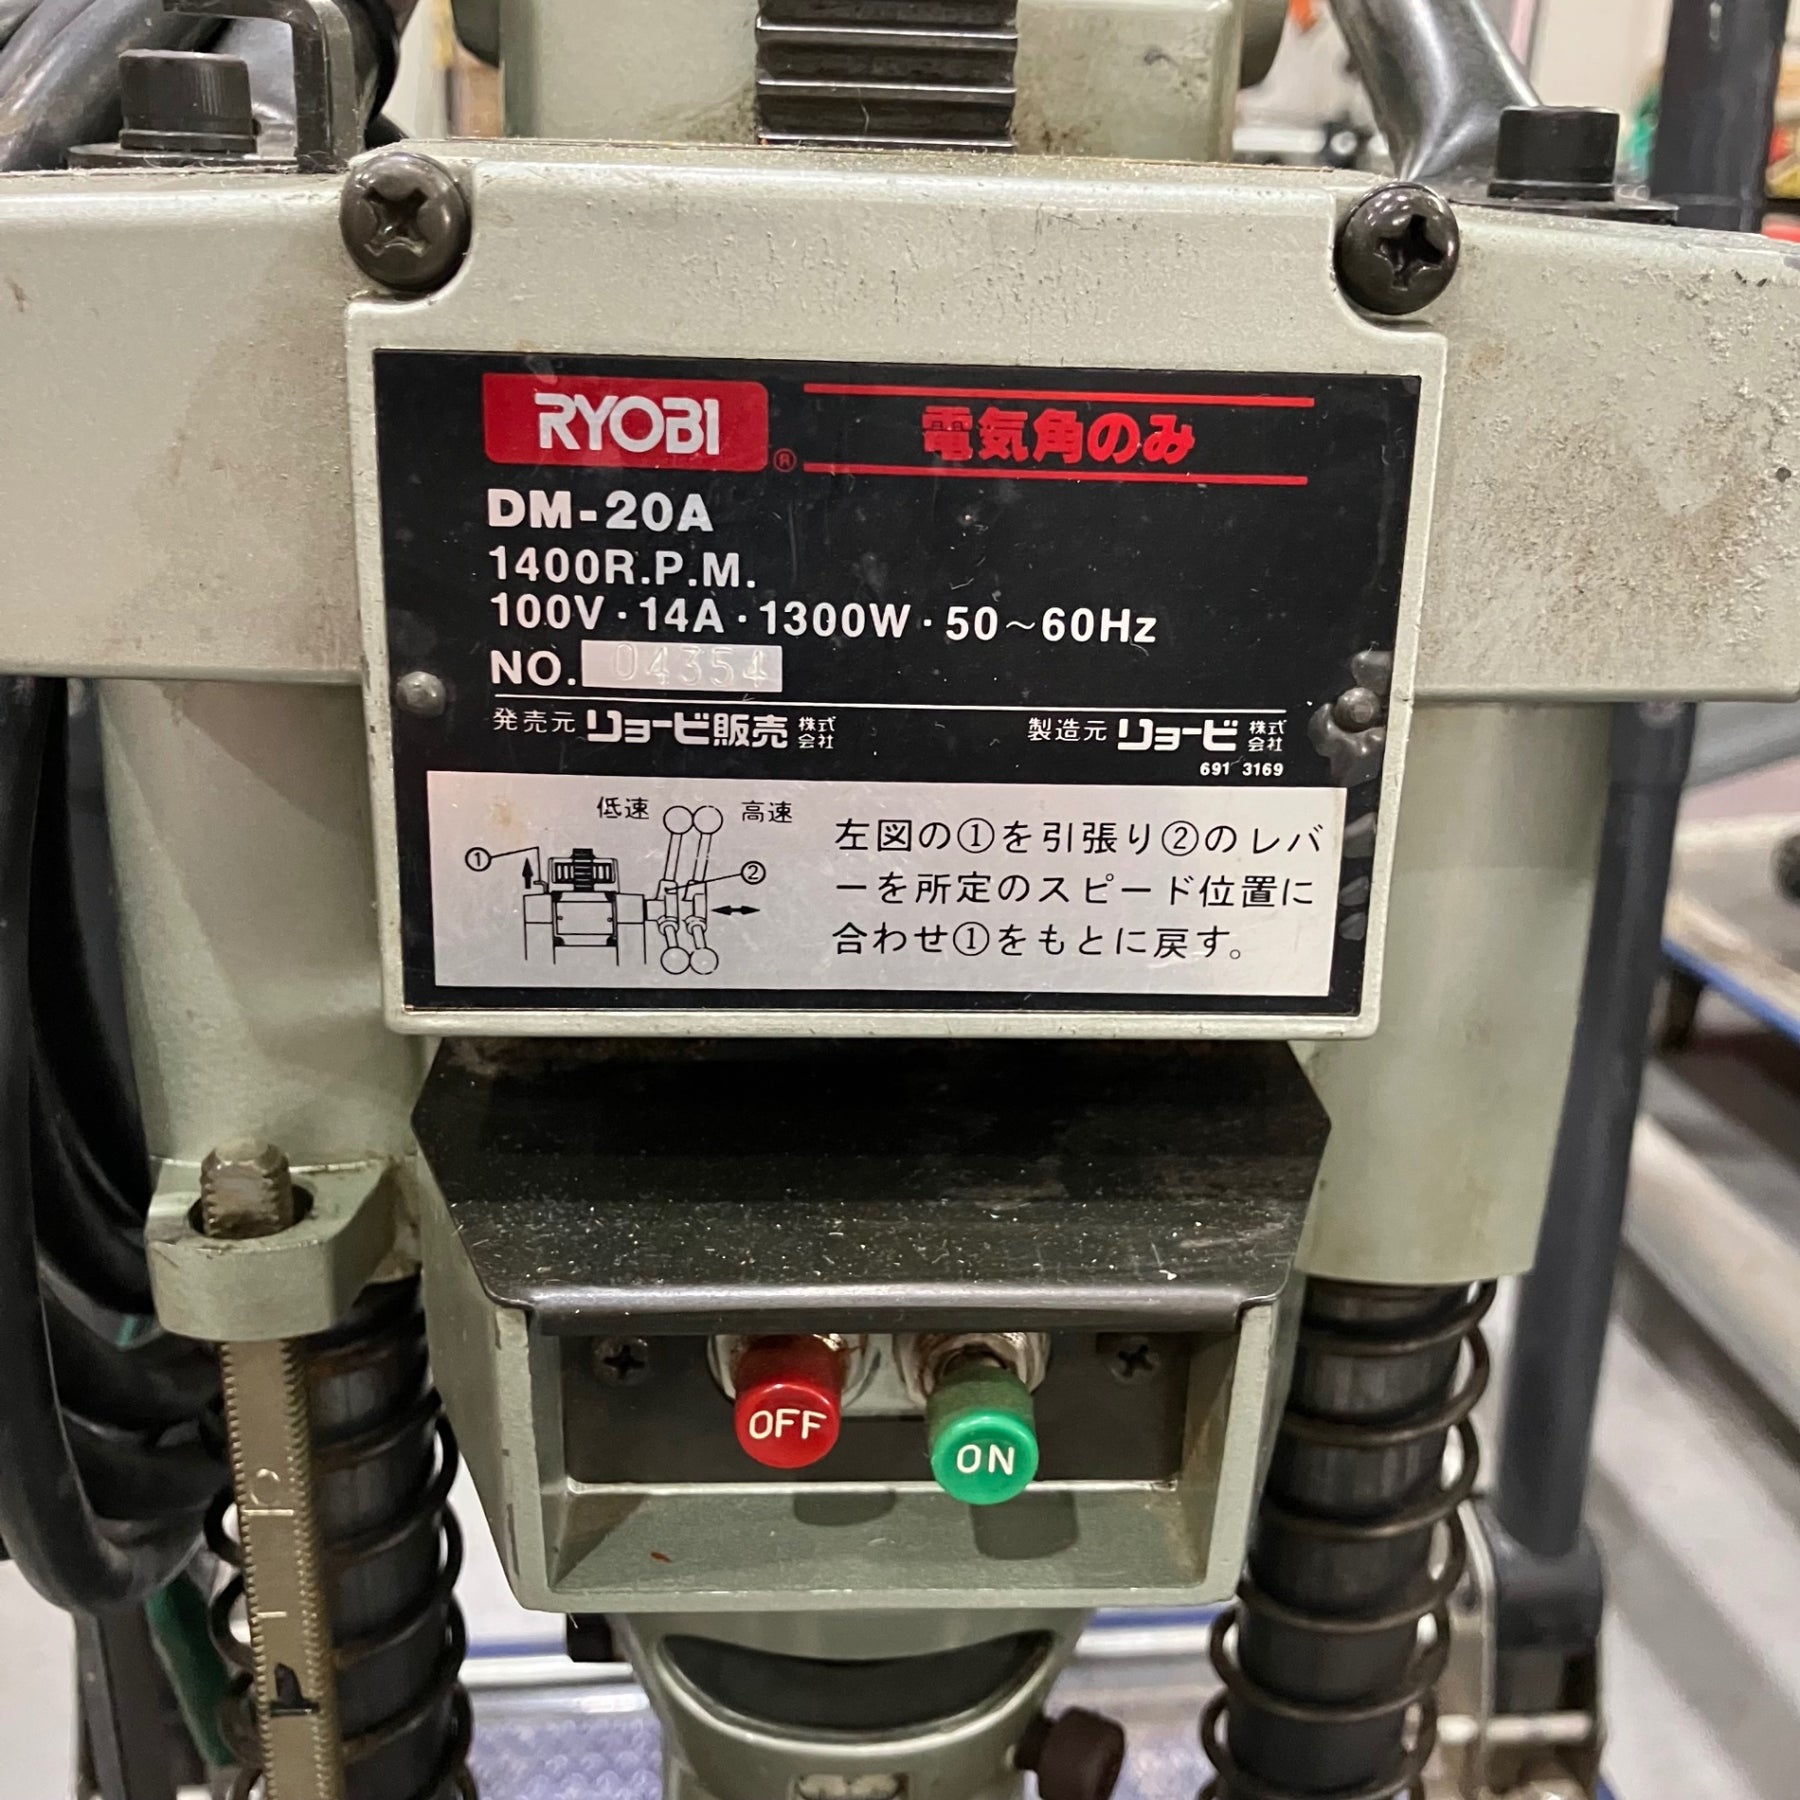 RYOBI ® 電気角のみ
DM-20A
1400R.P.M.
100V・14A・1300W・50～60Hz
NO. 04354
発売元 リョービ販売 株式会社 製造元 リョービ 株式会社
691 3169
低速 高速
① ②
左図の①を引張り②のレバ
ーを所定のスピード位置に
合わせ①をもとに戻す。
OFF ON